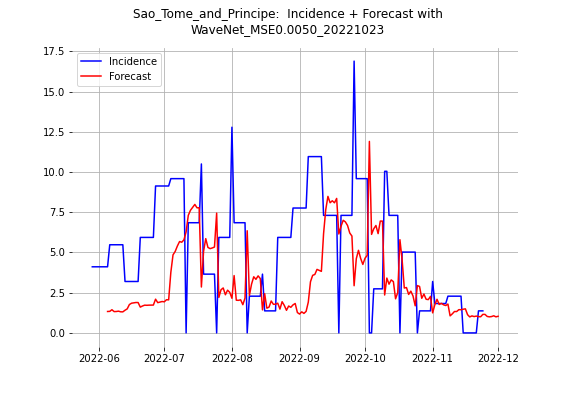 Sao_Tome_and_Principe:  Incidence + Forecast with
WaveNet_MSE0.0050_20221023
Incidence
Forecast
17.5
15.0
12.5
10.0
7.5
5.0
2.5
0.0
2022-06 2022-07 2022-08 2022-09 2022-10 2022-11 2022-12